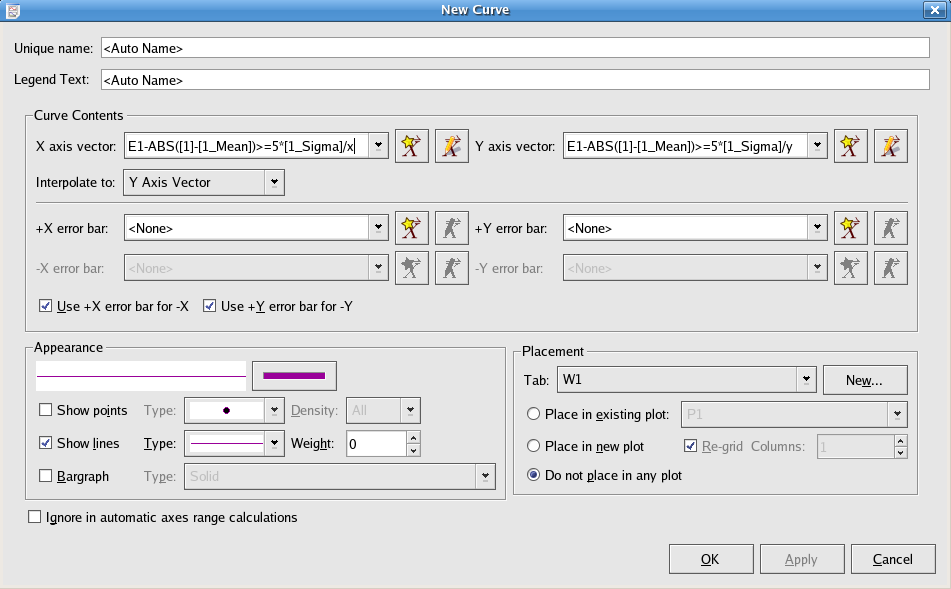 New Curve
Unique name: <Auto Name>
Legend Text: <Auto Name>
Curve Contents
X axis vector: E1-ABS([1]-[1_Mean])>=5*[1_Sigma]/x Y axis vector: E1-ABS([1]-[1_Mean])>=5*[1_Sigma]/y
Interpolate to: Y Axis Vector
+X error bar: <None> +Y error bar: <None>
-X error bar: <None> -Y error bar: <None>
Use +X error bar for -X Use +Y error bar for -Y
Appearance
Show points Type: Density: All
Show lines Type: Weight: 0
Bargraph Type: Solid
Placement
Tab: W1 New...
Place in existing plot: P1
Place in new plot Re-grid Columns: 1
Do not place in any plot
Ignore in automatic axes range calculations
OK Apply Cancel